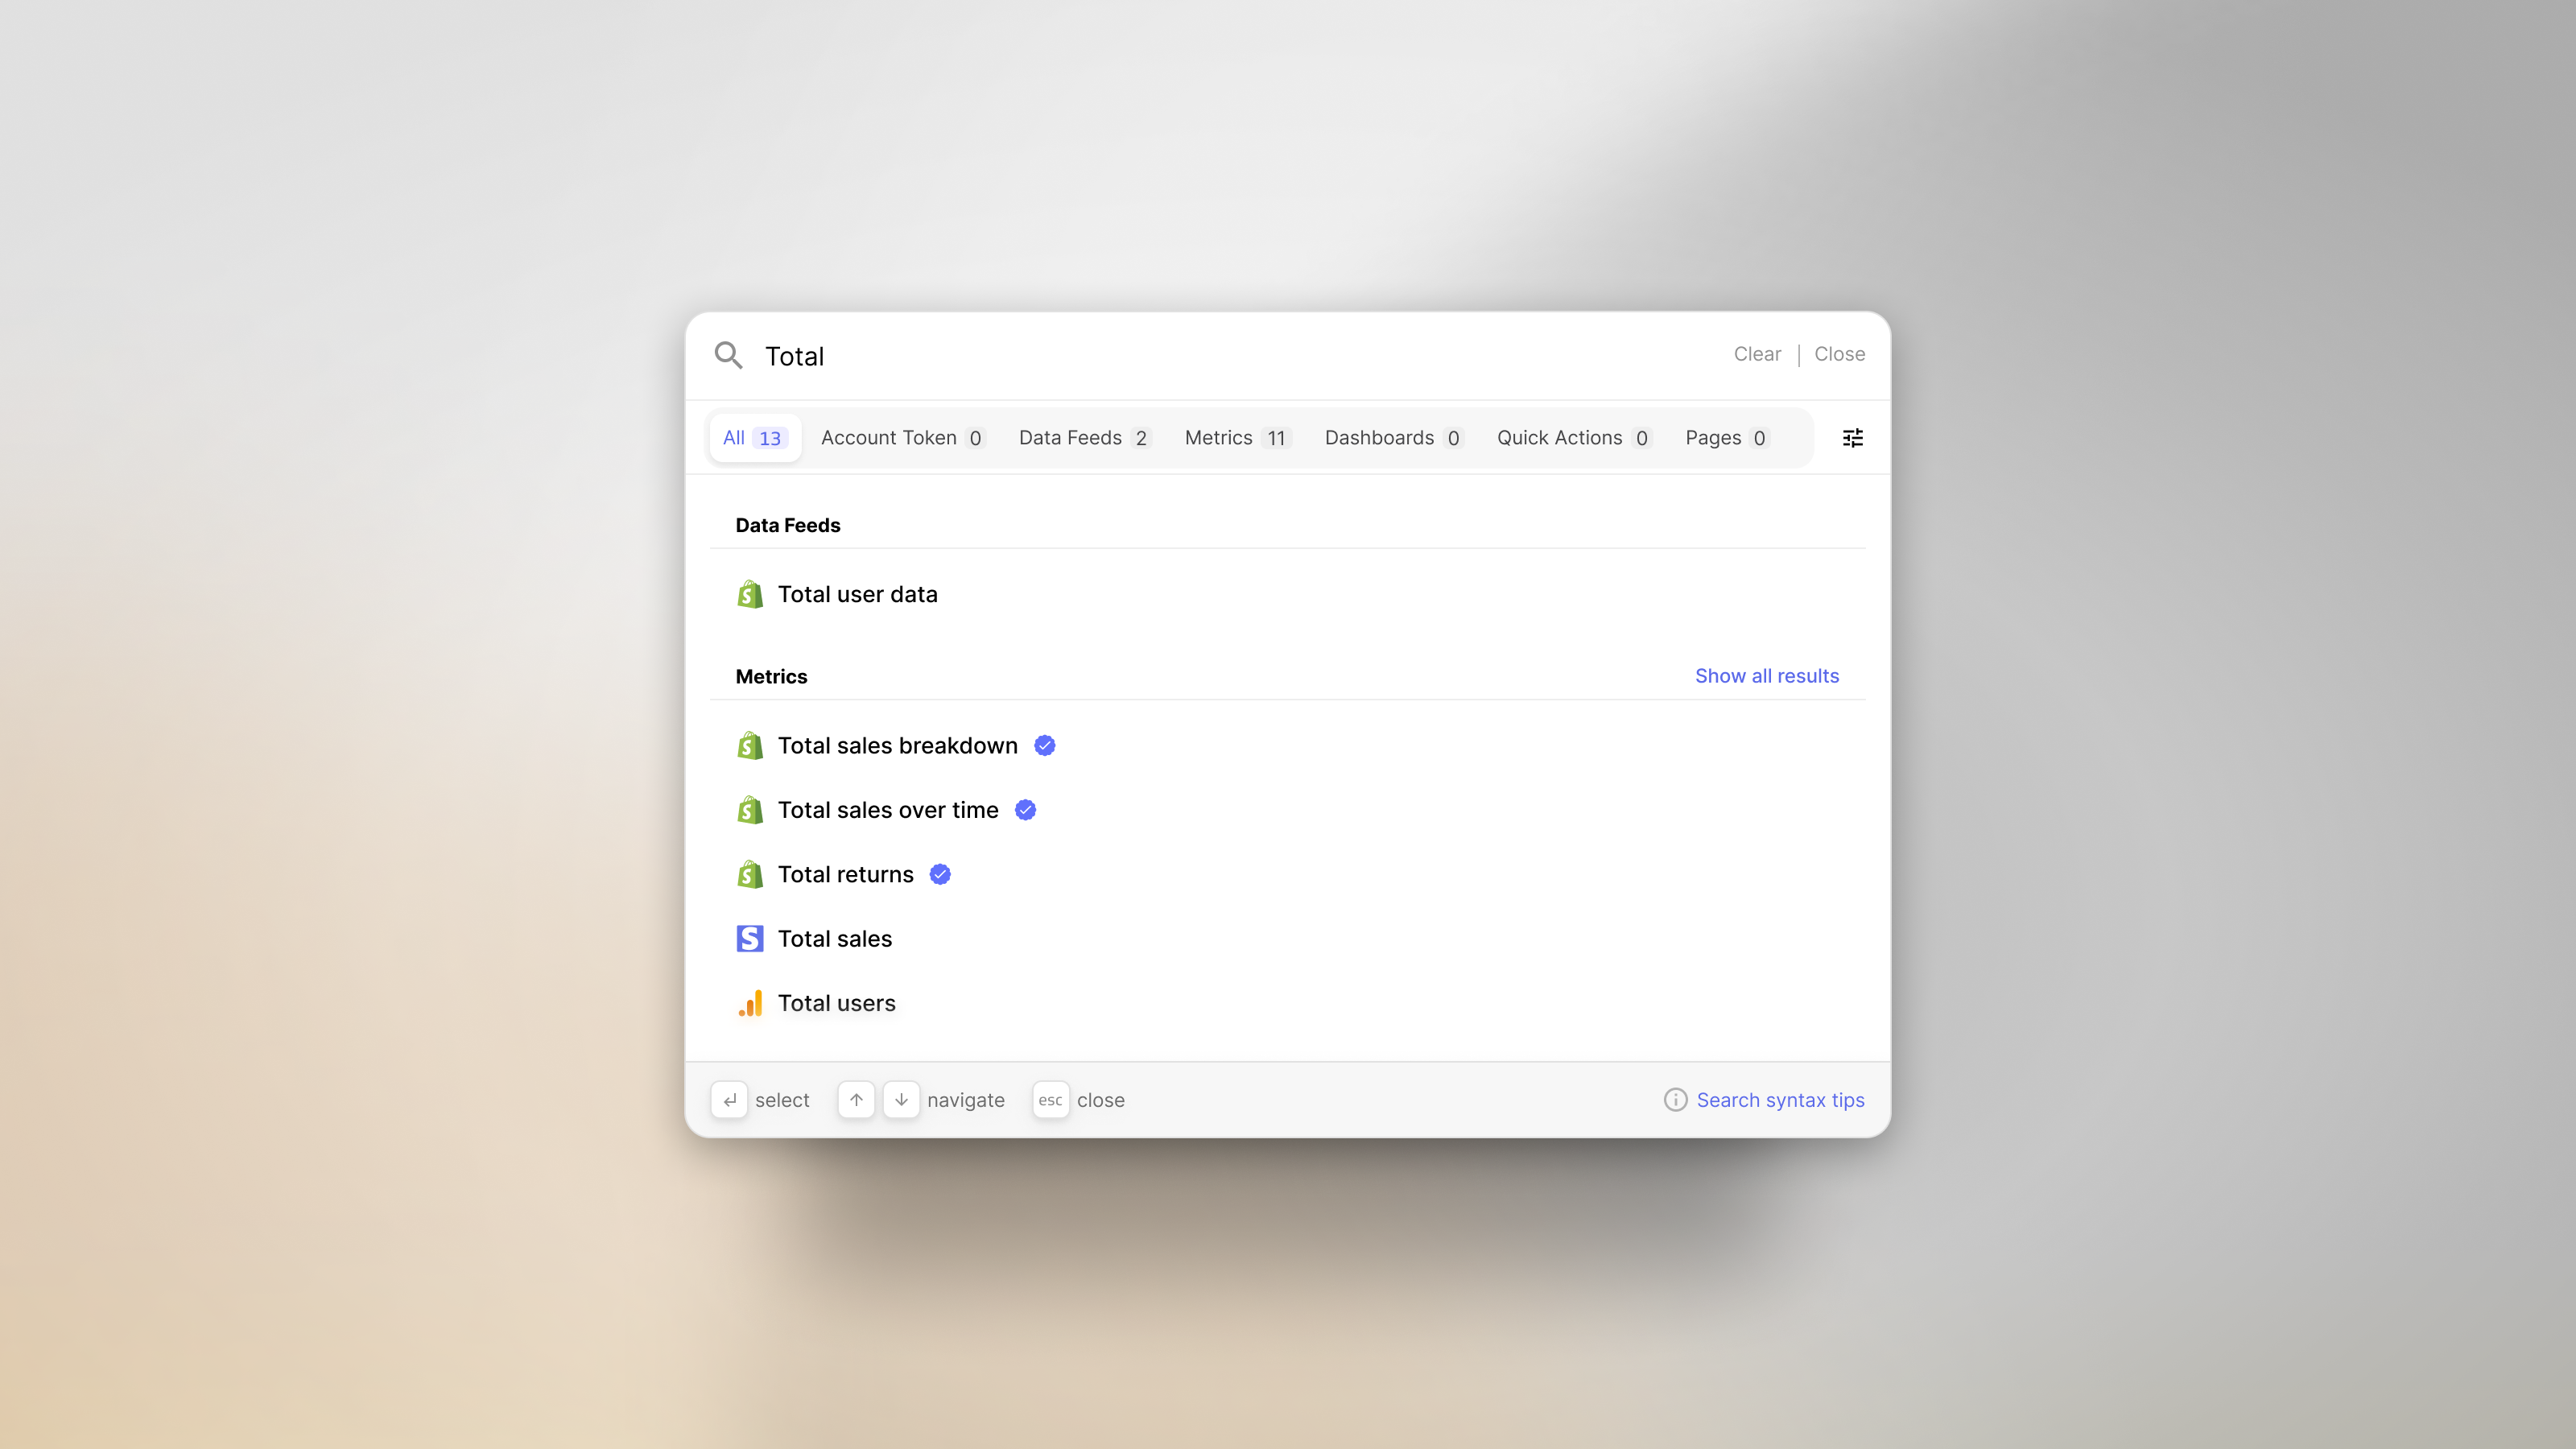 Total
Clear | Close
All 13 Account Token 0 Data Feeds 2 Metrics 11 Dashboards 0 Quick Actions 0 Pages 0
Data Feeds
Total user data
Metrics Show all results
Total sales breakdown
Total sales over time
Total returns
Total sales
Total users
select navigate esc close Search syntax tips